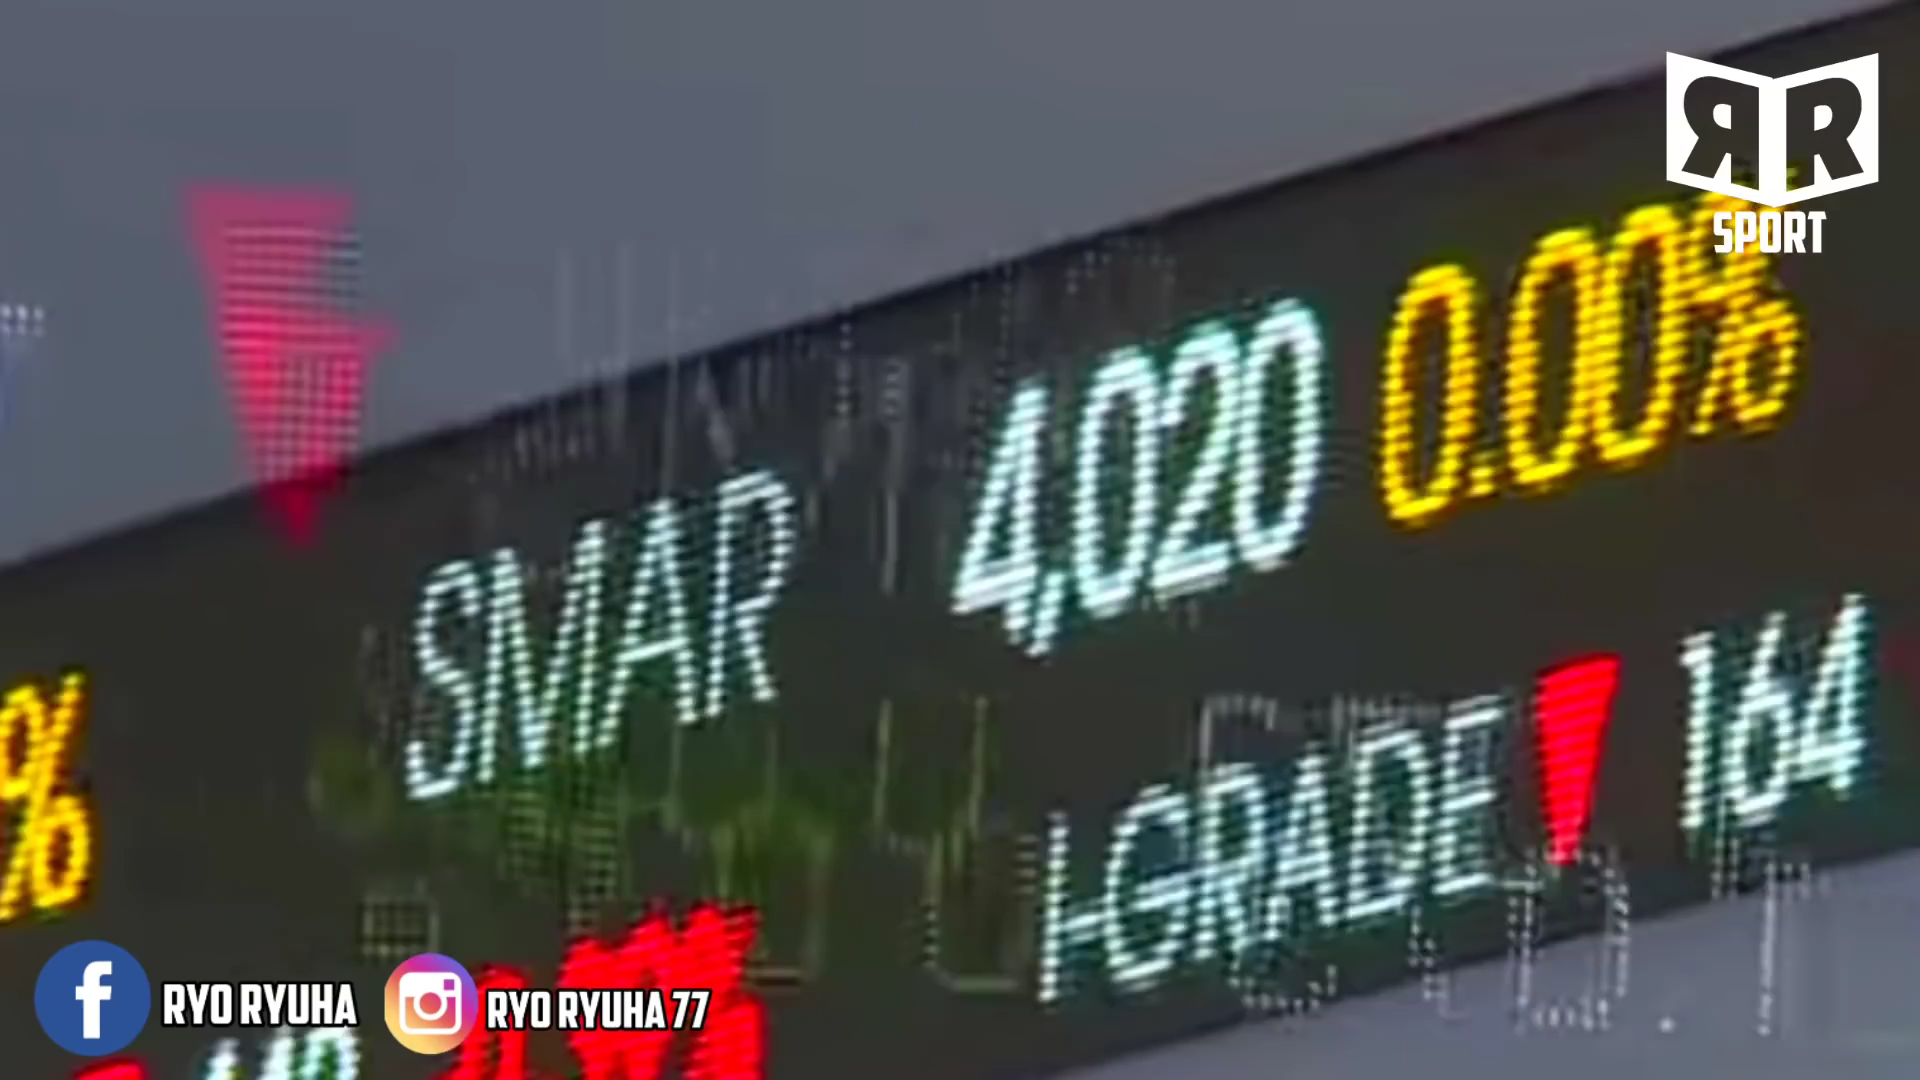 RR
SPORT
SMAR 4,020 0.00%
I-GRADE 164
%
RYO RYUHA
RYO RYUHA 77